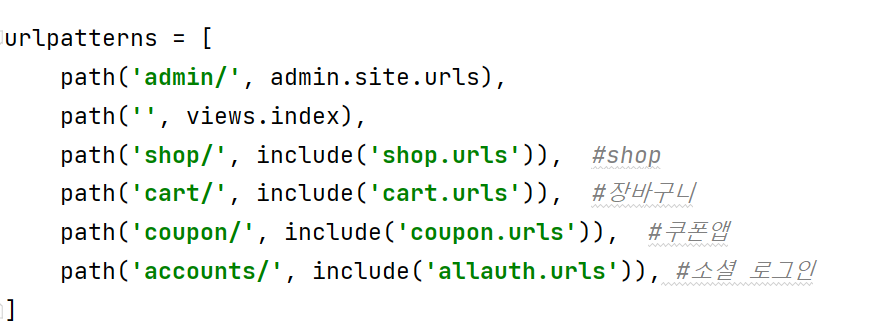 urlpatterns = [
    path('admin/', admin.site.urls),
    path('', views.index),
    path('shop/', include('shop.urls')),  #shop
    path('cart/', include('cart.urls')),  #장바구니
    path('coupon/', include('coupon.urls')),  #쿠폰앱
    path('accounts/', include('allauth.urls')), #소셜 로그인
]